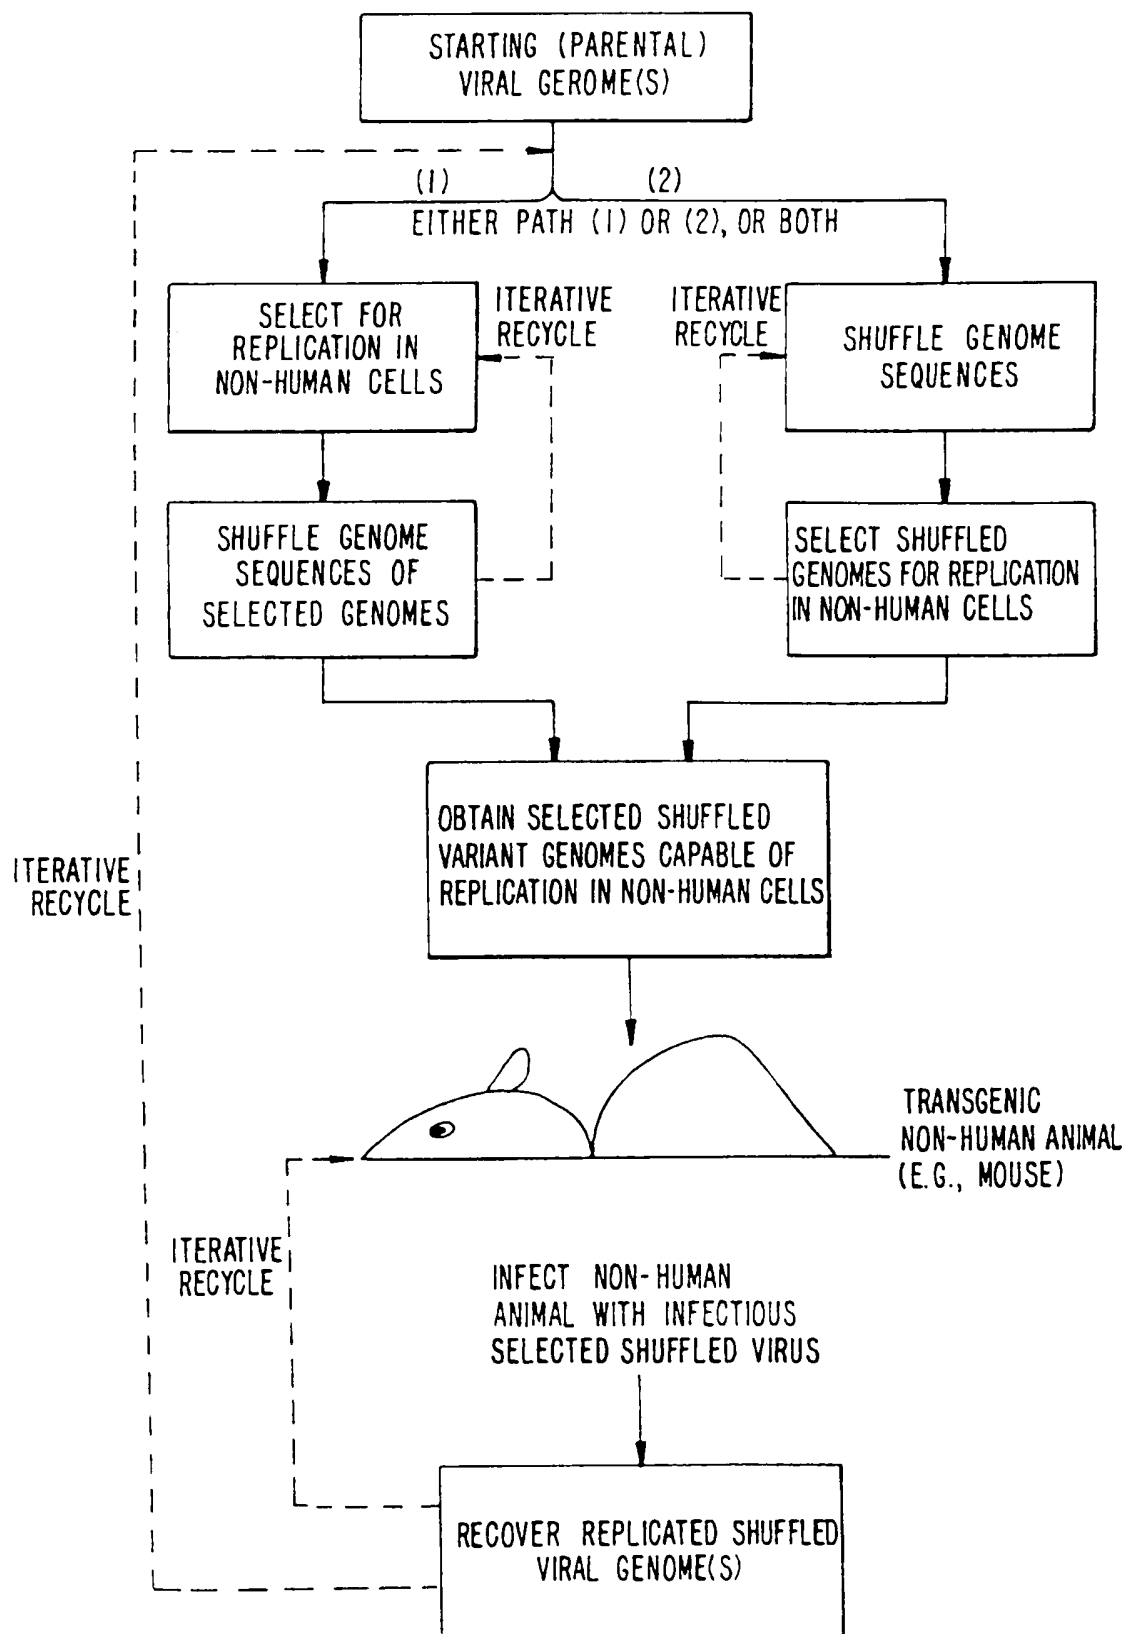 STARTING (PARENTAL)
VIRAL GEROME(S)
(1)
(2)
EITHER PATH (1) OR (2), OR BOTH
SELECT FOR
REPLICATION IN
NON-HUMAN CELLS
ITERATIVE
RECYCLE
ITERATIVE
RECYCLE
SHUFFLE GENOME
SEQUENCES
SHUFFLE GENOME
SEQUENCES OF
SELECTED GENOMES
SELECT SHUFFLED
GENOMES FOR REPLICATION
IN NON-HUMAN CELLS
OBTAIN SELECTED SHUFFLED
VARIANT GENOMES CAPABLE OF
REPLICATION IN NON-HUMAN CELLS
ITERATIVE
RECYCLE
TRANSGENIC
NON-HUMAN ANIMAL
(E.G., MOUSE)
ITERATIVE
RECYCLE
INFECT NON-HUMAN
ANIMAL WITH INFECTIOUS
SELECTED SHUFFLED VIRUS
RECOVER REPLICATED SHUFFLED
VIRAL GENOME(S)